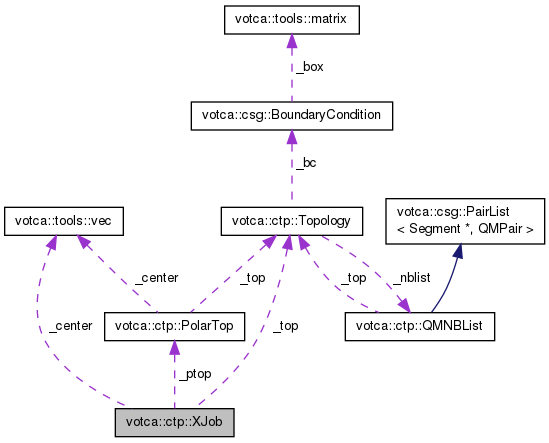 votca::tools::matrix
_box
votca::csg::BoundaryCondition
_bc
votca::tools::vec
votca::ctp::Topology
votca::csg::PairList
< Segment *, QMPair >
_center
_top
_top
_nblist
_center
votca::ctp::PolarTop
_top
votca::ctp::QMNBList
_ptop
votca::ctp::XJob